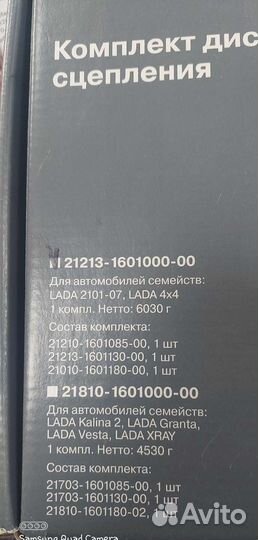 Комплект дис
сцепления
21213-1601000-00
Для автомобилей семейств:
LADA 2101-07, LADA 4x4
1 компл. Нетто: 6030 г
Состав комплекта:
21210-1601085-00, 1 шт
21213-1601130-00, 1 шт
21010-1601180-00, 1 шт
21810-1601000-00
Для автомобилей семейств:
LADA Kalina 2, LADA Granta,
LADA Vesta, LADA XRAY
1 компл. Нетто: 4530 г
Состав комплекта:
21703-1601085-00, 1 шт
21703-1601130-00, 1 шт
21810-1601180-02, 1 шт
Avito
Samsung Quad Camera